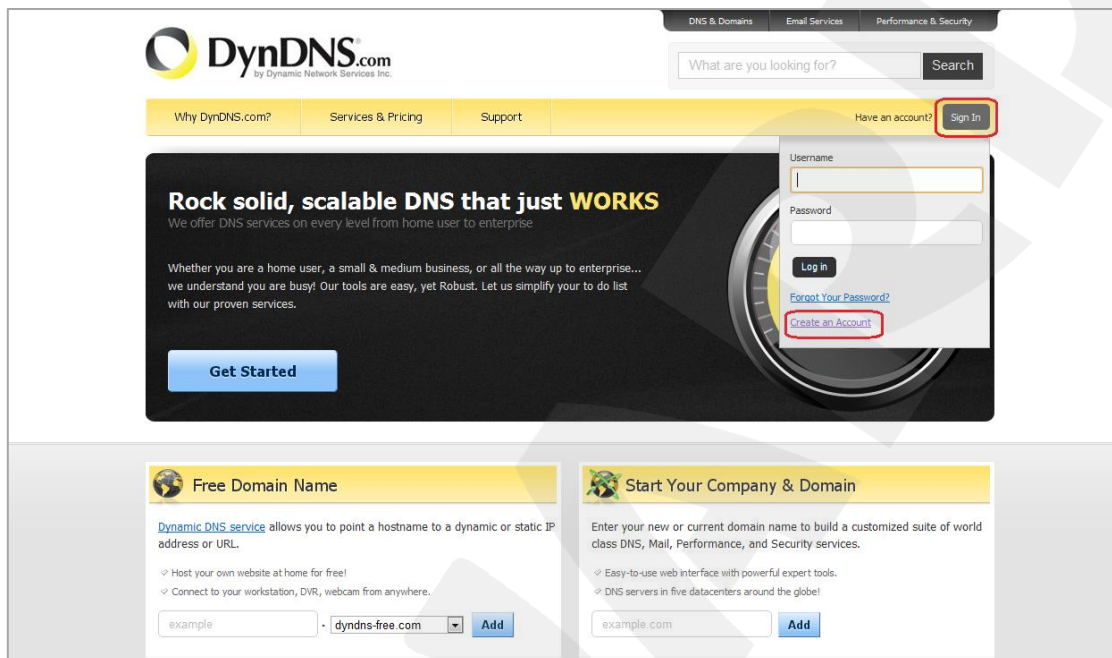 DNS & Domains Email Services Performance & Security
DynDNS.com
by Dynamic Network Services Inc.
What are you looking for? Search
Why DynDNS.com? Services & Pricing Support Have an account? Sign In
Username
Password
Log in
Forgot Your Password?
Create an Account
Rock solid, scalable DNS that just WORKS
We offer DNS services on every level from home user to enterprise
Whether you are a home user, a small & medium business, or all the way up to enterprise...
we understand you are busy! Our tools are easy, yet Robust. Let us simplify your to do list
with our proven services.
Get Started
Free Domain Name
Dynamic DNS service allows you to point a hostname to a dynamic or static IP
address or URL.
Host your own website at home for free!
Connect to your workstation, DVR, webcam from anywhere.
example . dyndns-free.com Add
Start Your Company & Domain
Enter your new or current domain name to build a customized suite of world
class DNS, Mail, Performance, and Security services.
Easy-to-use web interface with powerful expert tools.
DNS servers in five datacenters around the globe!
example.com Add